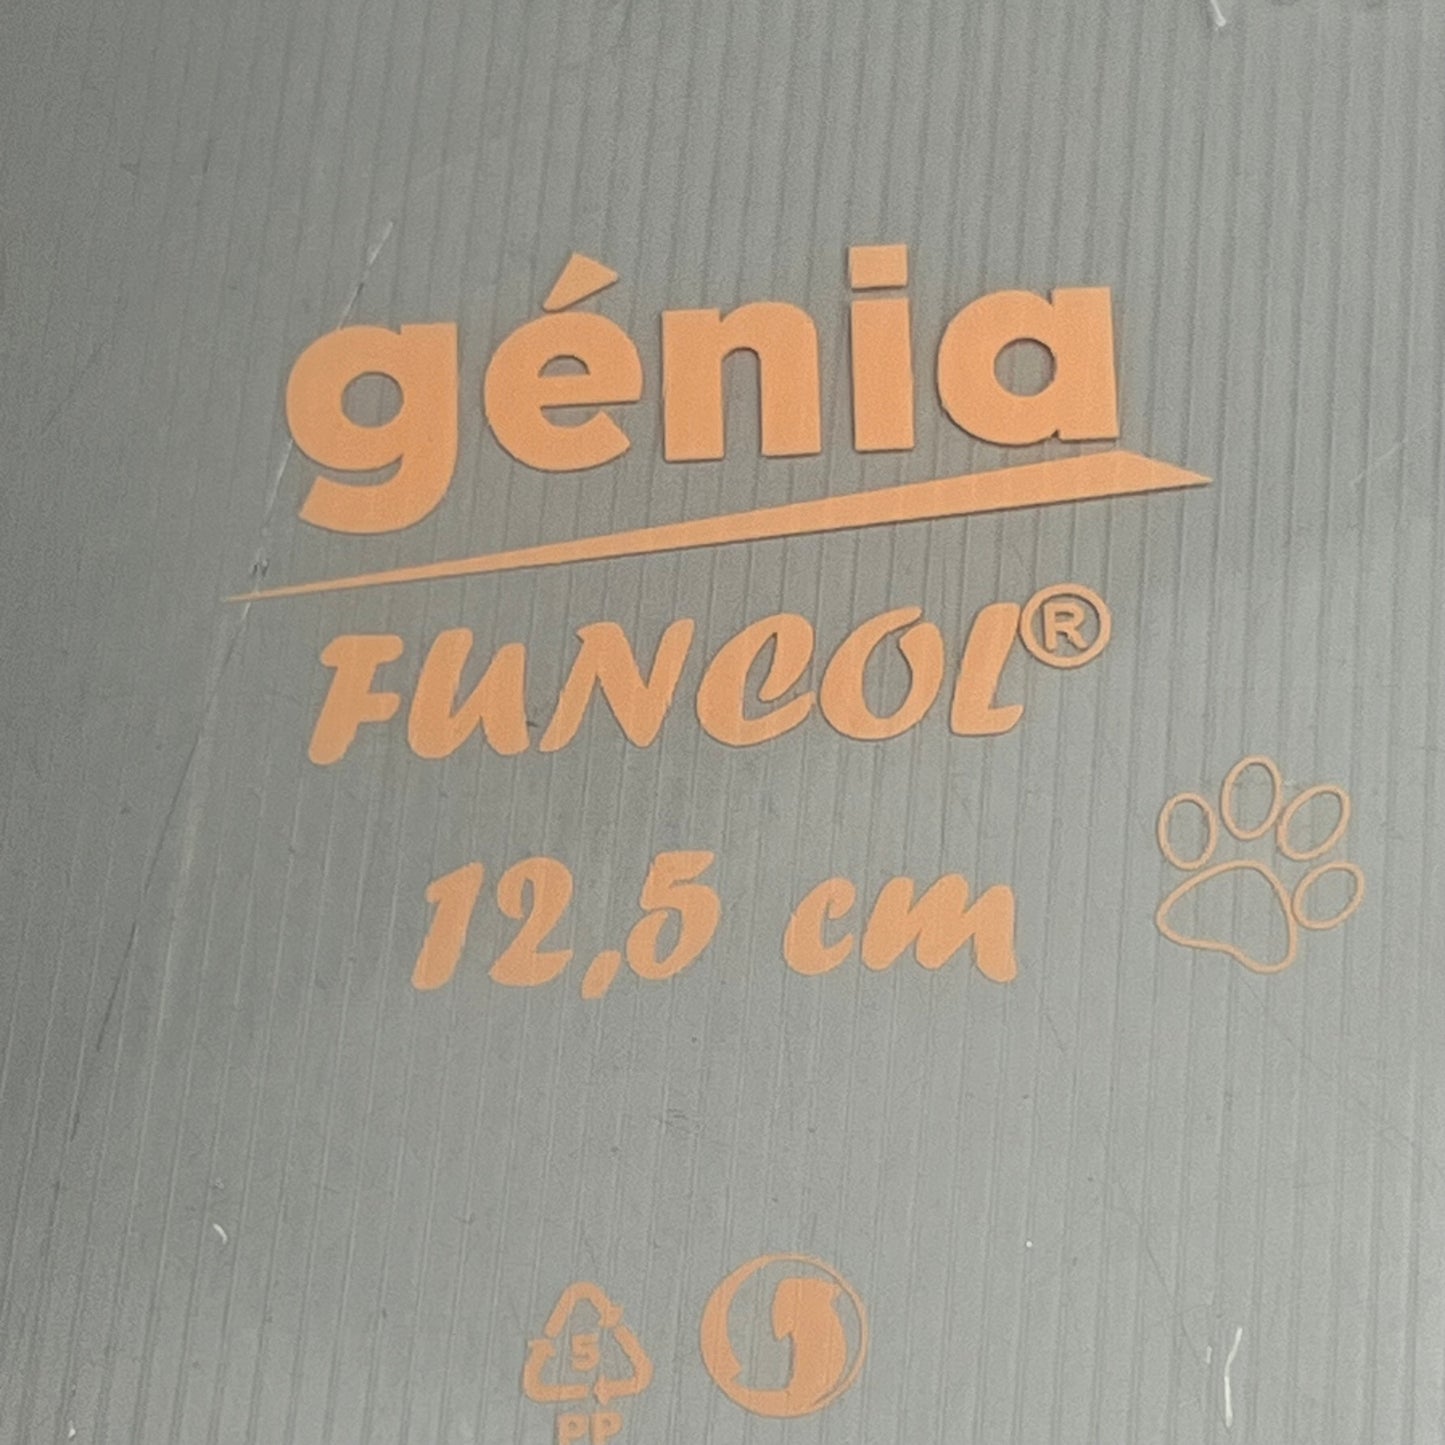 génia
FUNCOL®
12,5 cm
5
PP